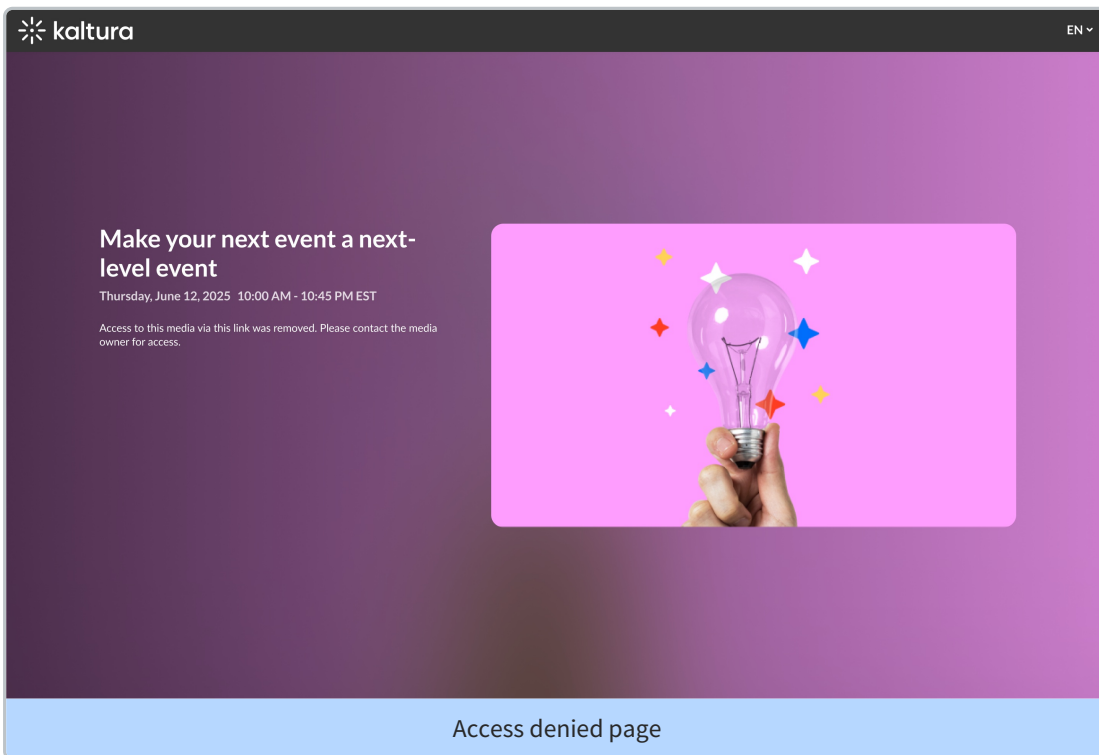 kaltura
EN
Make your next event a next-
level event
Thursday, June 12, 2025 10:00 AM - 10:45 PM EST
Access to this media via this link was removed. Please contact the media
owner for access.
Access denied page